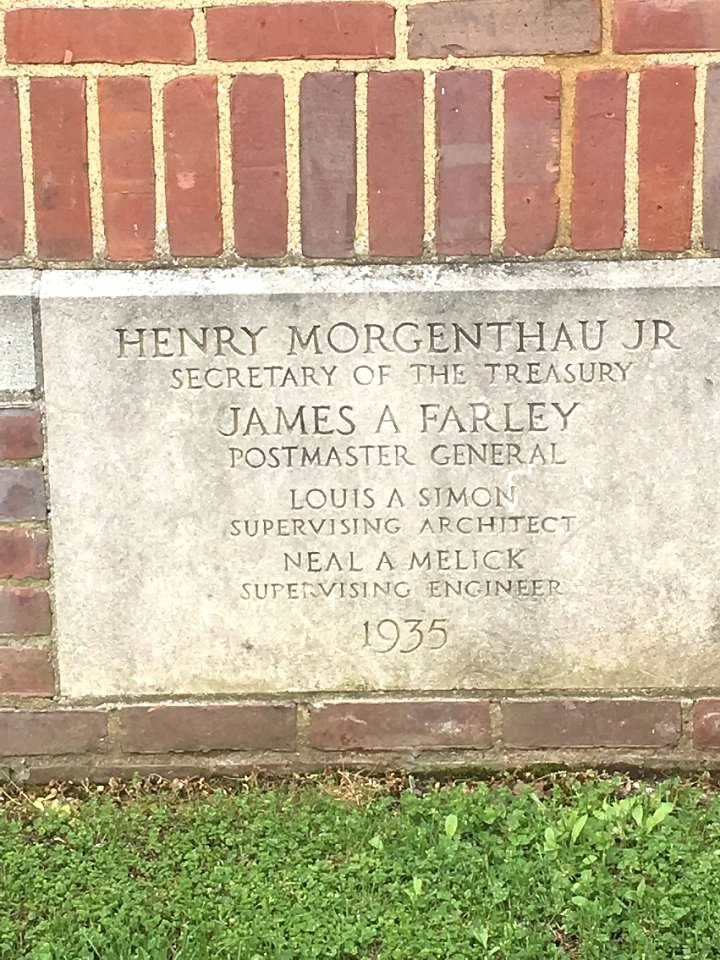 HENRY MORGENTHAU JR
SECRETARY OF THE TREASURY
JAMES A FARLEY
POSTMASTER GENERAL
LOUIS A SIMON
SUPERVISING ARCHITECT
NEAL A MELICK
SUPERVISING ENGINEER
1935